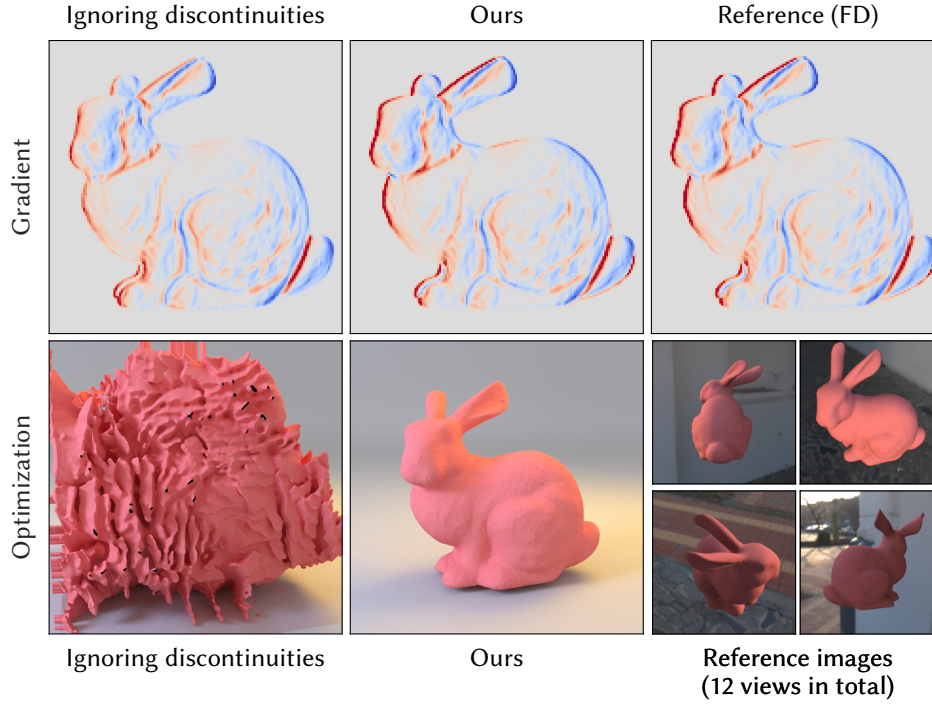 Ignoring discontinuities
Ours
Reference (FD)
Gradient
Optimization
Ignoring discontinuities
Ours
Reference images
(12 views in total)